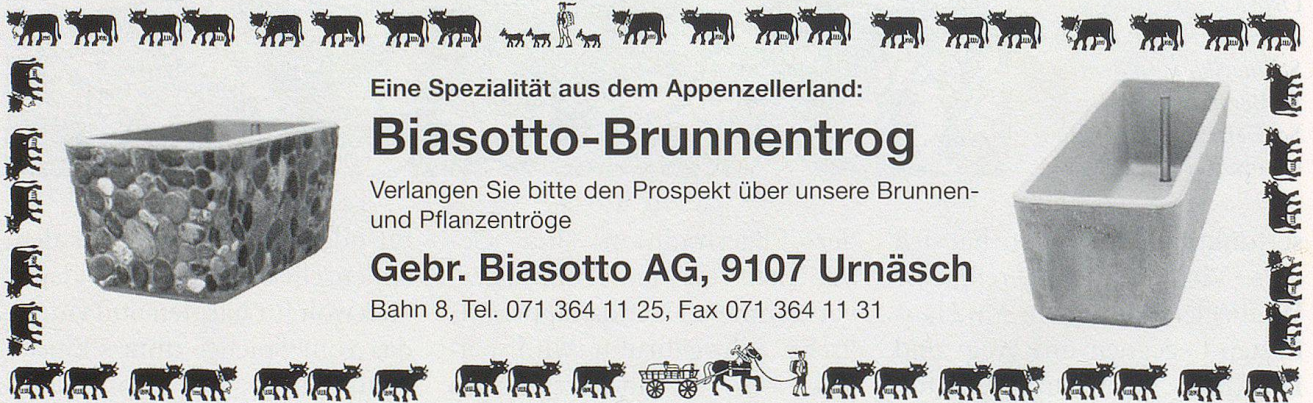 Eine Spezialität aus dem Appenzellerland:
Biasotto-Brunnentrog
Verlangen Sie bitte den Prospekt über unsere Brunnen-
und Pflanzentröge
Gebr. Biasotto AG, 9107 Urnäsch
Bahn 8, Tel. 071 364 11 25, Fax 071 364 11 31